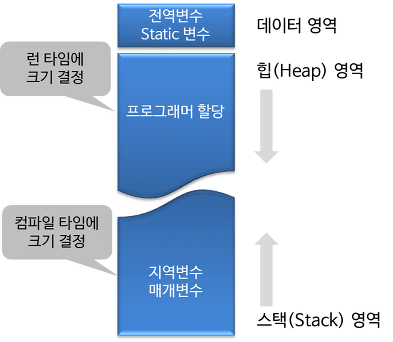 전역변수
Static 변수
데이터 영역
런 타임에
크기 결정
힙(Heap) 영역
프로그래머 할당
컴파일 타임에
크기 결정
지역변수
매개변수
스택(Stack) 영역